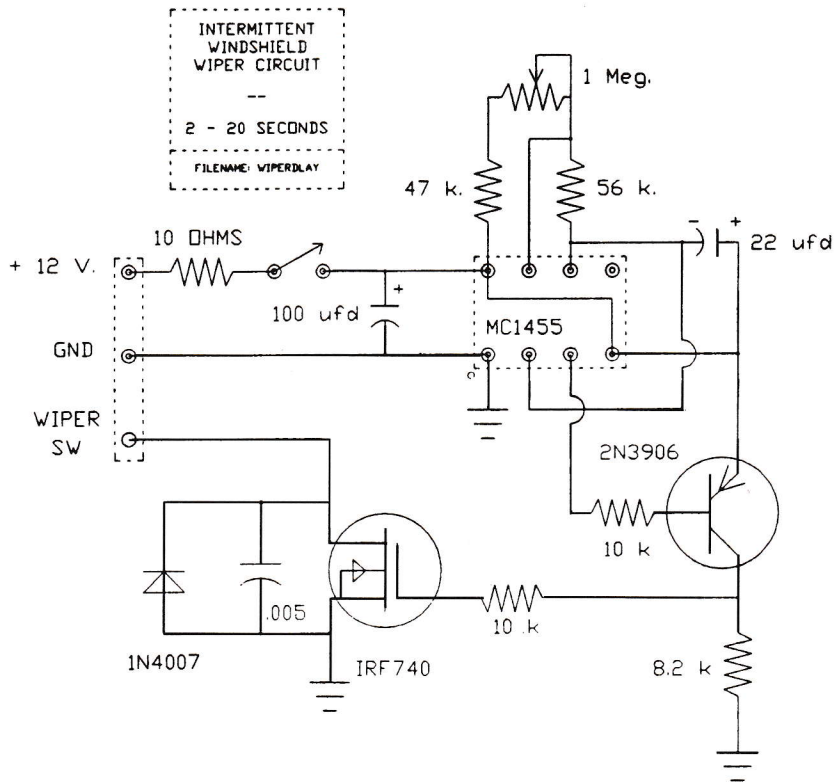 INTERMITTENT
WINDSHIELD
WIPER CIRCUIT
--
2 - 20 SECONDS
FILENAME: WIPERDLAY
1 Meg.
47 k.
56 k.
- +
22 ufd
10 OHMS
+ 12 V.
+
100 ufd
MC1455
GND
WIPER
SW
2N3906
10 k
.005
10 k
1N4007
IRF740
8.2 k